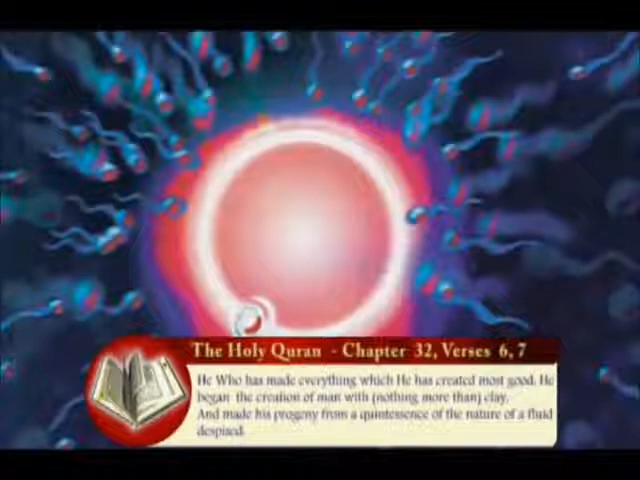 The Holy Quran - Chapter 32, Verses 6, 7
He Who has made everything which He has created most good. He
began the creation of man with (nothing more than) clay,
And made his progeny from a quintessence of the nature of a fluid
despised.